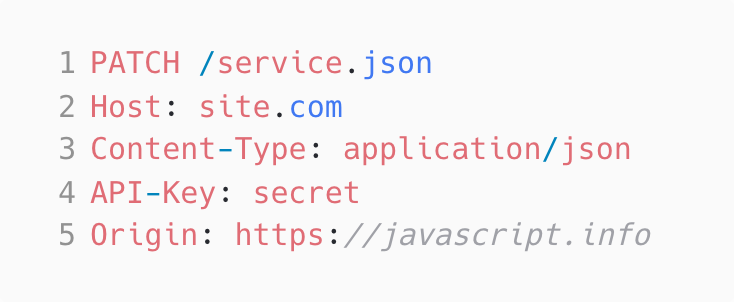 1 PATCH /service.json
2 Host: site.com
3 Content-Type: application/json
4 API-Key: secret
5 Origin: https://javascript.info